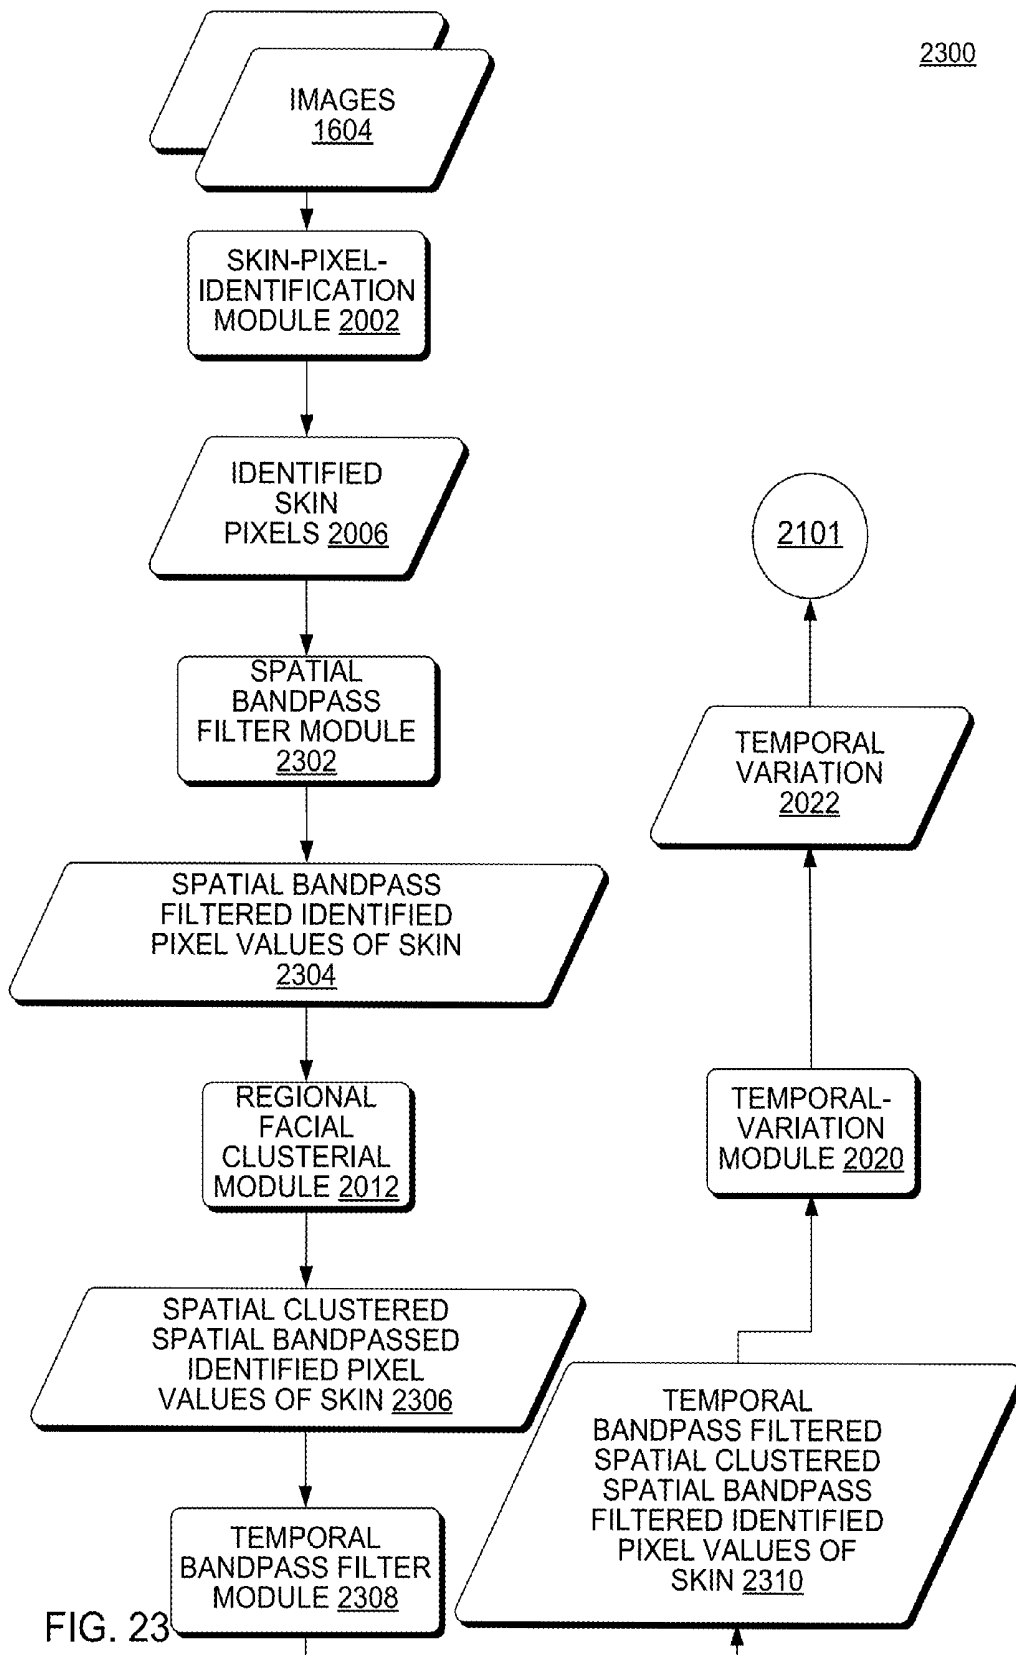 2300
IMAGES
1604
SKIN-PIXEL-
IDENTIFICATION
MODULE 2002
IDENTIFIED
SKIN
PIXELS 2006
SPATIAL
BANDPASS
FILTER MODULE
2302
SPATIAL BANDPASS
FILTERED IDENTIFIED
PIXEL VALUES OF SKIN
2304
REGIONAL
FACIAL
CLUSTERIAL
MODULE 2012
SPATIAL CLUSTERED
SPATIAL BANDPASSED
IDENTIFIED PIXEL
VALUES OF SKIN 2306
TEMPORAL
BANDPASS FILTER
MODULE 2308
TEMPORAL
BANDPASS FILTERED
SPATIAL CLUSTERED
SPATIAL BANDPASS
FILTERED IDENTIFIED
PIXEL VALUES OF
SKIN 2310
TEMPORAL-
VARIATION
MODULE 2020
TEMPORAL
VARIATION
2022
2101
FIG. 23